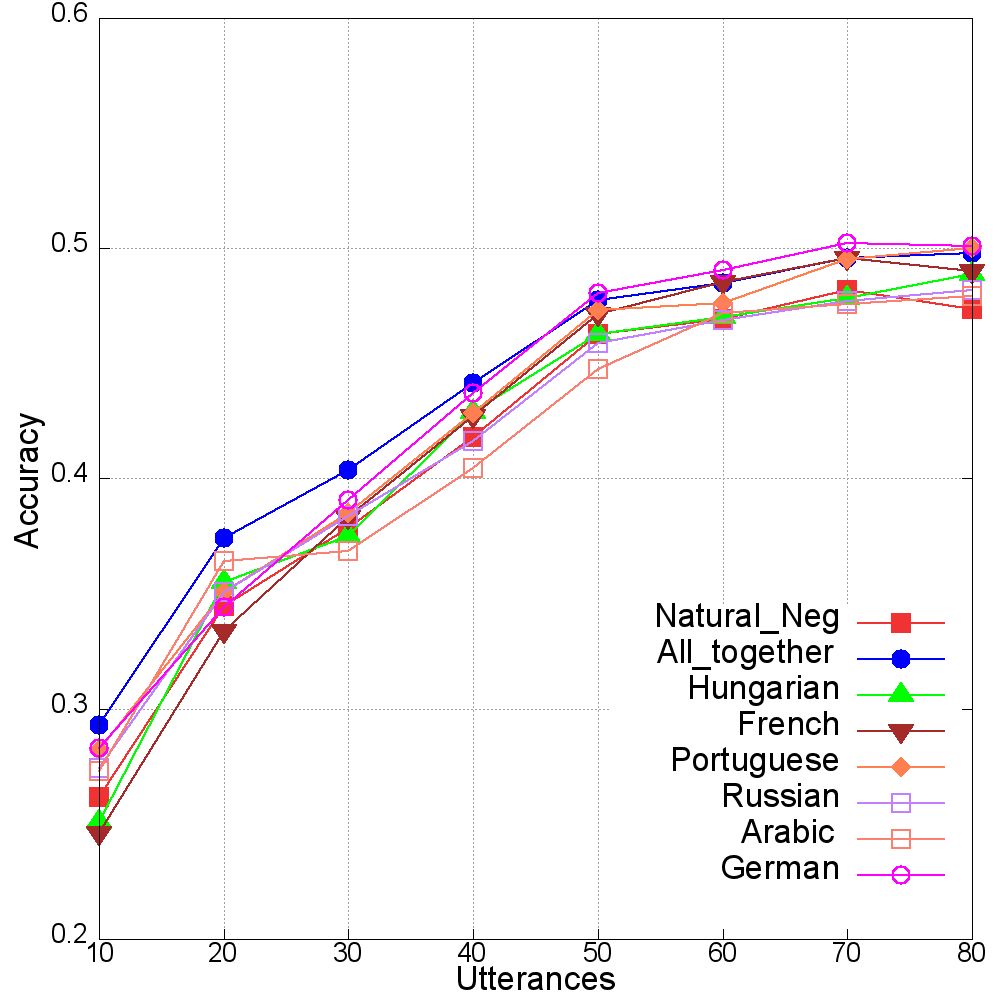 0.6
0.5
0.4
0.3
0.2
Accuracy
10 20 30 40 50 60 70 80
Utterances
Natural_Neg
All_together
Hungarian
French
Portuguese
Russian
Arabic
German